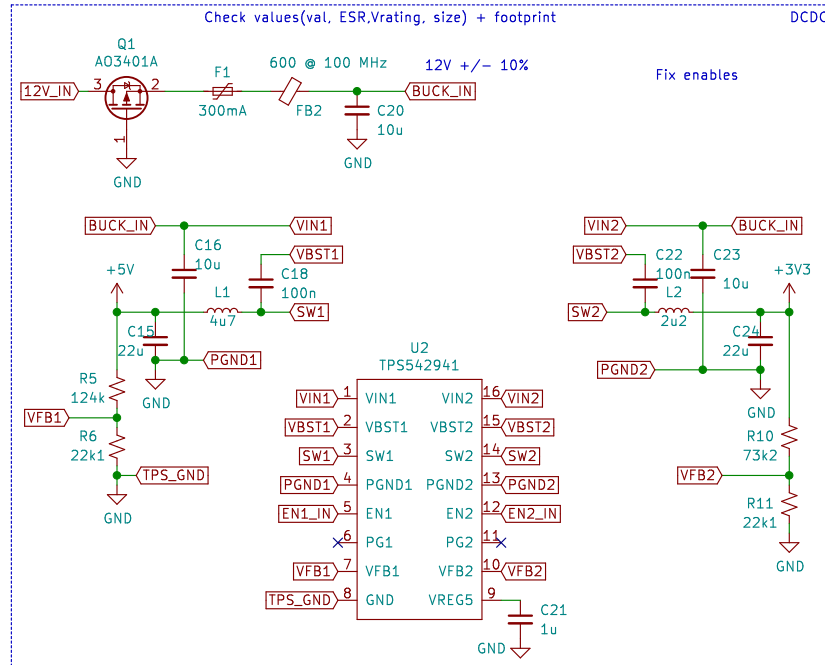 Check values(val, ESR,Vrating, size) + footprint
DCDC
Q1
AO3401A
600 @ 100 MHz
12V +/- 10%
Fix enables
F1
12V_IN
3
2
300mA
FB2
C20
10u
BUCK_IN
1
GND
GND
BUCK_IN
VIN1
VIN2
BUCK_IN
C16
10u
VBST1
VBST2
C22
100n
C23
10u
+5V
C18
100n
+3V3
L1
4u7
SW1
SW2
L2
2u2
C15
22u
C24
22u
PGND1
PGND2
GND
GND
U2
TPS542941
R5
124k
VFB1
R6
22k1
TPS_GND
GND
R10
73k2
VFB2
R11
22k1
GND
VIN1 1 VIN1 VIN2 16 VIN2
VBST1 2 VBST1 VBST2 15 VBST2
SW1 3 SW1 SW2 14 SW2
PGND1 4 PGND1 PGND2 13 PGND2
EN1_IN 5 EN1 EN2 12 EN2_IN
6 PG1 PG2 11
VFB1 7 VFB1 VFB2 10 VFB2
TPS_GND 8 GND VREG5 9
C21
1u
GND